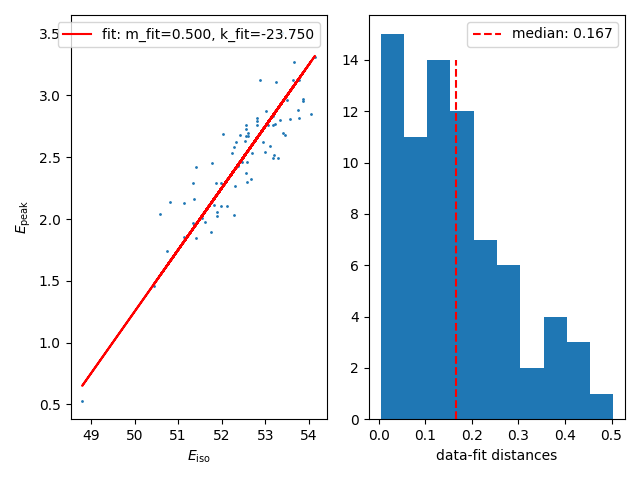 fit: m_fit=0.500, k_fit=-23.750
3.5
3.0
2.5
2.0
1.5
1.0
0.5
E_peak
49 50 51 52 53 54
E_iso
median: 0.167
14
12
10
8
6
4
2
0
0.0 0.1 0.2 0.3 0.4 0.5
data-fit distances